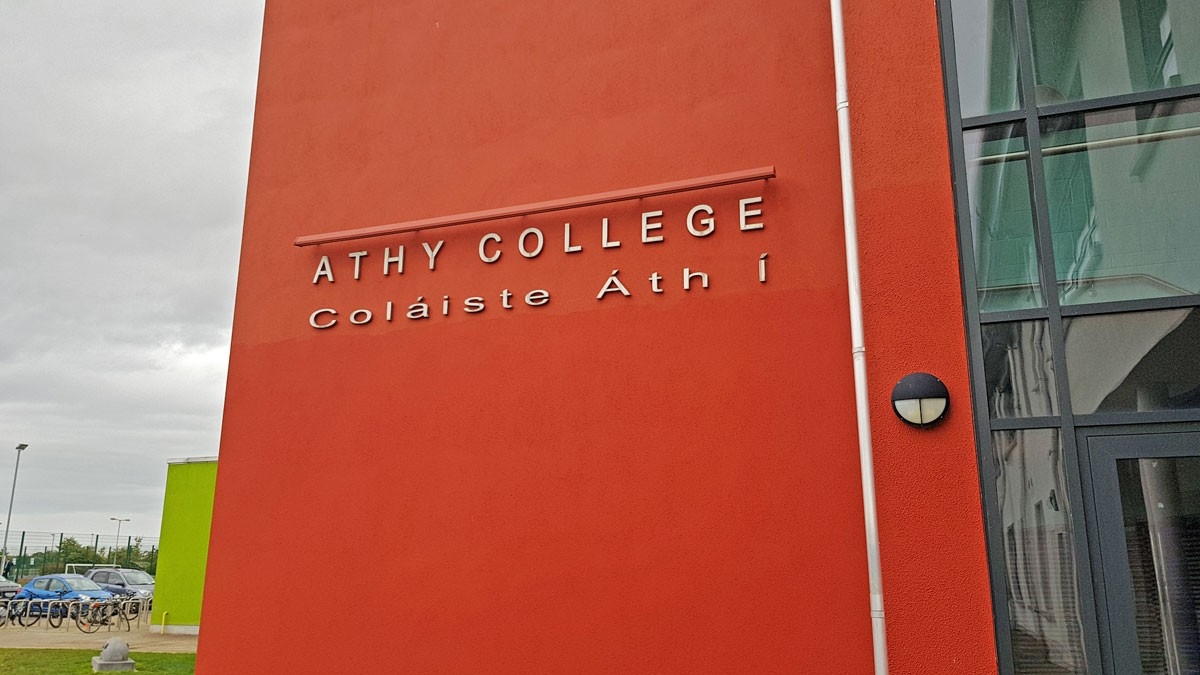 ATHY COLLEGE
Coláiste Áth Í